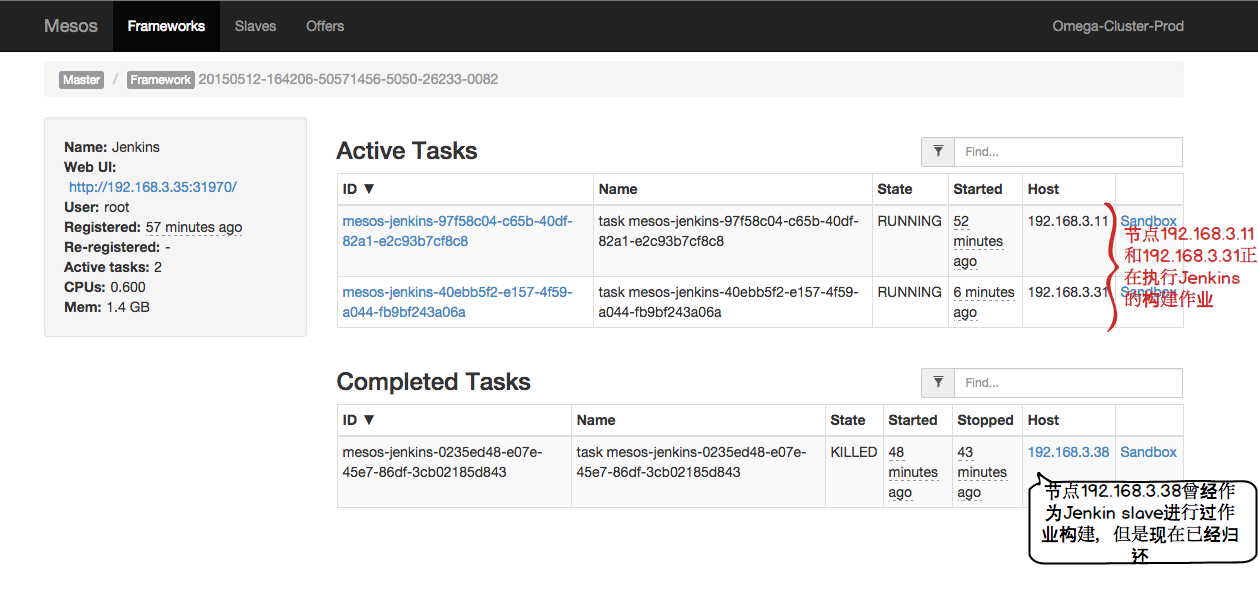 Mesos Frameworks Slaves Offers Omega-Cluster-Prod
Master / Framework 20150512-164206-50571456-5050-26233-0082
Name: Jenkins
Web UI:
http://192.168.3.35:31970/
User: root
Registered: 57 minutes ago
Re-registered: -
Active tasks: 2
CPUs: 0.600
Mem: 1.4 GB
Active Tasks
Find...
ID ▼ Name State Started Host
mesos-jenkins-97f58c04-c65b-40df-
82a1-e2c93b7cf8c8
task mesos-jenkins-97f58c04-c65b-40df-
82a1-e2c93b7cf8c8
RUNNING
52
minutes
ago
192.168.3.11
Sandbox
mesos-jenkins-40ebb5f2-e157-4f59-
a044-fb9bf243a06a
task mesos-jenkins-40ebb5f2-e157-4f59-
a044-fb9bf243a06a
RUNNING
6 minutes
ago
192.168.3.31
Sandbox
节点192.168.3.11
和192.168.3.31正
在执行Jenkins
的构建作业
Completed Tasks
Find...
ID ▼ Name State Started Stopped Host
mesos-jenkins-0235ed48-e07e-
45e7-86df-3cb02185d843
task mesos-jenkins-0235ed48-e07e-
45e7-86df-3cb02185d843
KILLED
48
minutes
ago
43
minutes
ago
192.168.3.38
Sandbox
节点192.168.3.38曾经作
为Jenkin slave进行过作
业构建，但是现在已经归
还